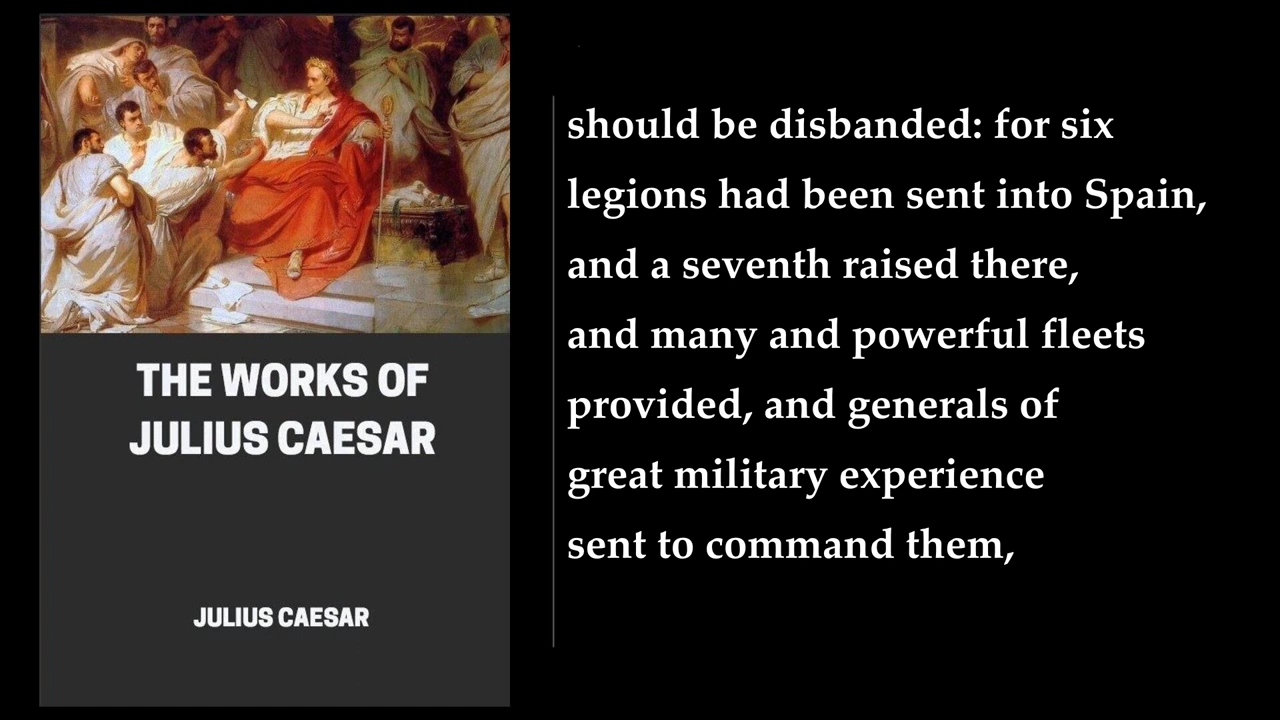 THE WORKS OF
JULIUS CAESAR
JULIUS CAESAR
should be disbanded: for six
legions had been sent into Spain,
and a seventh raised there,
and many and powerful fleets
provided, and generals of
great military experience
sent to command them,